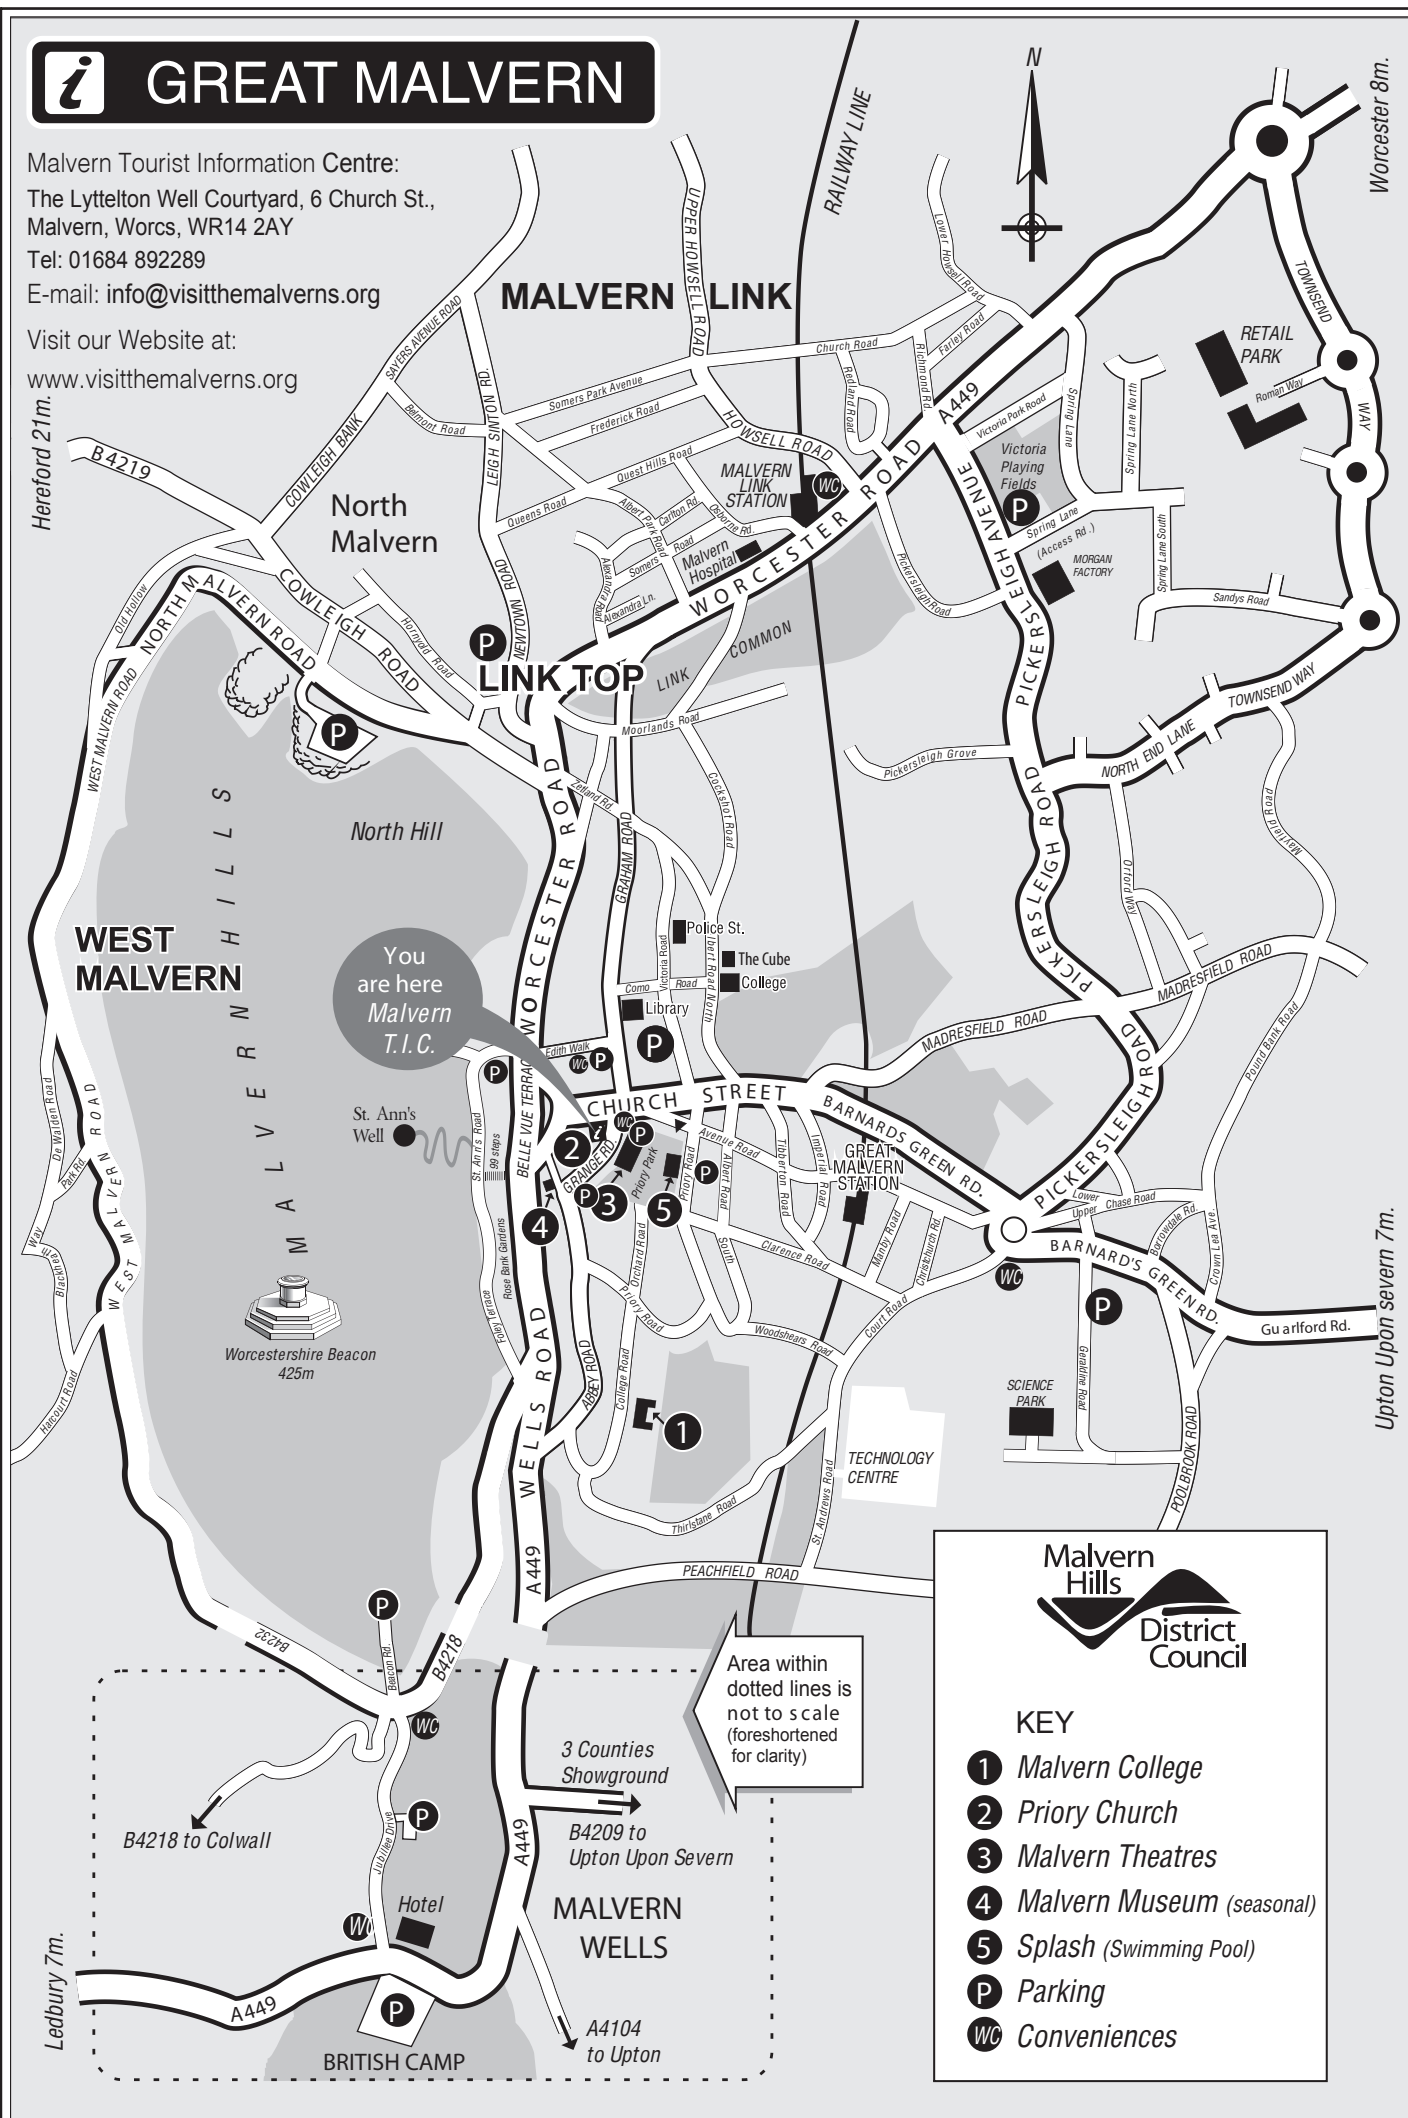 i GREAT MALVERN
Malvern Tourist Information Centre:
The Lyttelton Well Courtyard, 6 Church St.,
Malvern, Worcs, WR14 2AY
Tel: 01684 892289
E-mail: info@visitthemalverns.org
Visit our Website at:
www.visitthemalverns.org
Hereford 21m.
Worcester 8m.
N
RAILWAY LINE
MALVERN LINK
UPPER HOWSELL ROAD
Lower Howsell Road
SAYERS AVENUE ROAD
COWLEIGH BANK
B4219
LEIGH SINTON RD.
Belmont Road
Somers Park Avenue
Church Road
Frederick Road
Redland Road
Richmond Rd.
Farley Road
A449
Victoria Park Road
Spring Lane
Spring Lane North
RETAIL
PARK
Roman Way
TOWNSEND
WAY
HOWSELL ROAD
Quest Hills Road
Queens Road
MALVERN
LINK
STATION
WC
Victoria
Playing
Fields
P
Spring Lane
(Access Rd.)
MORGAN
FACTORY
Spring Lane South
Sandys Road
North
Malvern
Albert Park Road
Carlton Rd.
Osborne Rd.
Somers Road
Alexandra Road
Alexandra Ln.
Malvern
Hospital
WORCESTER ROAD
Pickersleigh Road
PICKERSLEIGH AVENUE
Old Hollow
NORTH MALVERN ROAD
COWLEIGH ROAD
Hornyold Road
NEWTOWN ROAD
P
LINK TOP
LINK COMMON
Moorlands Road
WEST MALVERN ROAD
P
North Hill
MALVERN HILLS
WORCESTER ROAD
Zetland Rd.
GRAHAM ROAD
Cockshot Road
Pickersleigh Grove
PICKERSLEIGH ROAD
NORTH END LANE
TOWNSEND WAY
Mayfield Road
Orford Way
WEST
MALVERN
You
are here
Malvern
T.I.C.
Police St.
The Cube
College
Victoria Road
Como Road
Albert Road North
Library
P
MADRESFIELD ROAD
MADRESFIELD ROAD
PICKERSLEIGH ROAD
Pound Bank Road
Edith Walk
WC
P
P
BELLE VUE TERRACE
CHURCH STREET
BARNARDS GREEN RD.
St. Ann's
Well
St. Ann's Road
99 steps
2
i
WC
P
GRANGE RD.
Priory Park
P
3
4
5
P
Avenue Road
Priory Road
Albert Road
South
Tibberton Road
Imperial Road
GREAT
MALVERN
STATION
Manby Road
Christchurch Rd.
Clarence Road
Court Road
Lower
Upper Chase Road
Borrowdale Rd.
Crown Lea Ave.
BARNARD'S GREEN RD.
Guarlford Rd.
Upton Upon severn 7m.
WC
P
Geraldine Road
De Walden Road
Park Rd.
WEST MALVERN ROAD
Blackheath Way
Harcourt Road
Worcestershire Beacon
425m
Rose Bank Gardens
Foley Terrace
WELLS ROAD
ABBEY ROAD
Orchard Road
Priory Road
College Road
Woodshears Road
1
Thirlstane Road
St. Andrews Road
TECHNOLOGY
CENTRE
SCIENCE
PARK
POOLBROOK ROAD
PEACHFIELD ROAD
A449
B4232
P
Beacon Rd.
B4218
WC
Area within
dotted lines is
not to scale
(foreshortened
for clarity)
3 Counties
Showground
B4209 to
Upton Upon Severn
B4218 to Colwall
P
Jubilee Drive
A449
Hotel
WC
MALVERN
WELLS
Ledbury 7m.
A449
P
BRITISH CAMP
A4104
to Upton
Malvern
Hills
District
Council
KEY
1 Malvern College
2 Priory Church
3 Malvern Theatres
4 Malvern Museum (seasonal)
5 Splash (Swimming Pool)
P Parking
WC Conveniences